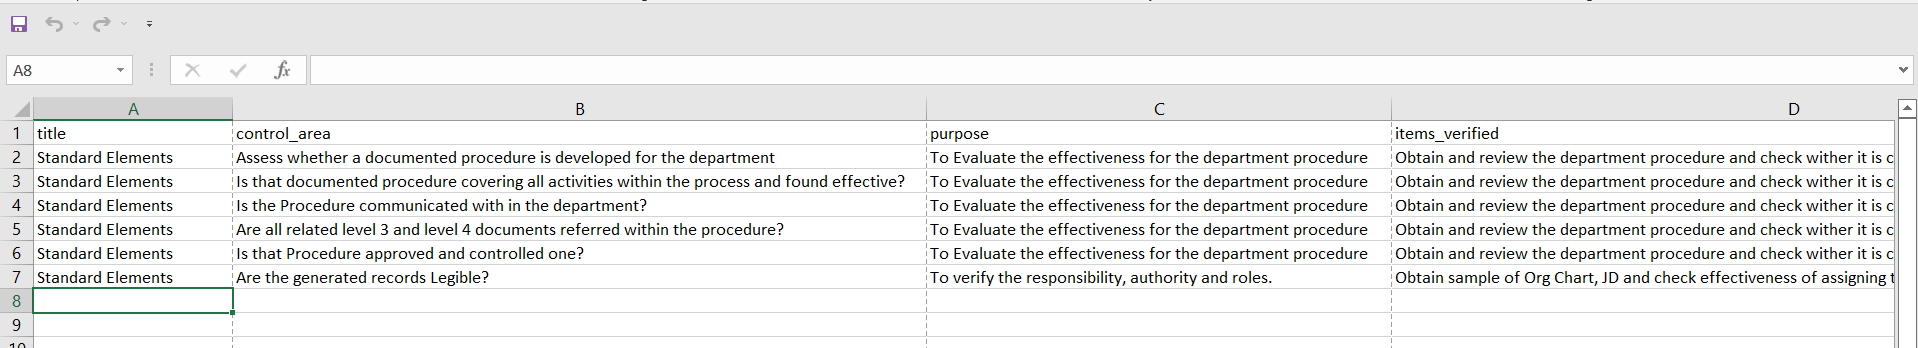 A8
fx
A B C D
1 title control_area purpose items_verified
2 Standard Elements Assess whether a documented procedure is developed for the department To Evaluate the effectiveness for the department procedure Obtain and review the department procedure and check wither it is c
3 Standard Elements Is that documented procedure covering all activities within the process and found effective? To Evaluate the effectiveness for the department procedure Obtain and review the department procedure and check wither it is c
4 Standard Elements Is the Procedure communicated with in the department? To Evaluate the effectiveness for the department procedure Obtain and review the department procedure and check wither it is c
5 Standard Elements Are all related level 3 and level 4 documents referred within the procedure? To Evaluate the effectiveness for the department procedure Obtain and review the department procedure and check wither it is c
6 Standard Elements Is that Procedure approved and controlled one? To Evaluate the effectiveness for the department procedure Obtain and review the department procedure and check wither it is c
7 Standard Elements Are the generated records Legible? To verify the responsibility, authority and roles. Obtain sample of Org Chart, JD and check effectiveness of assigning t
8
9
10